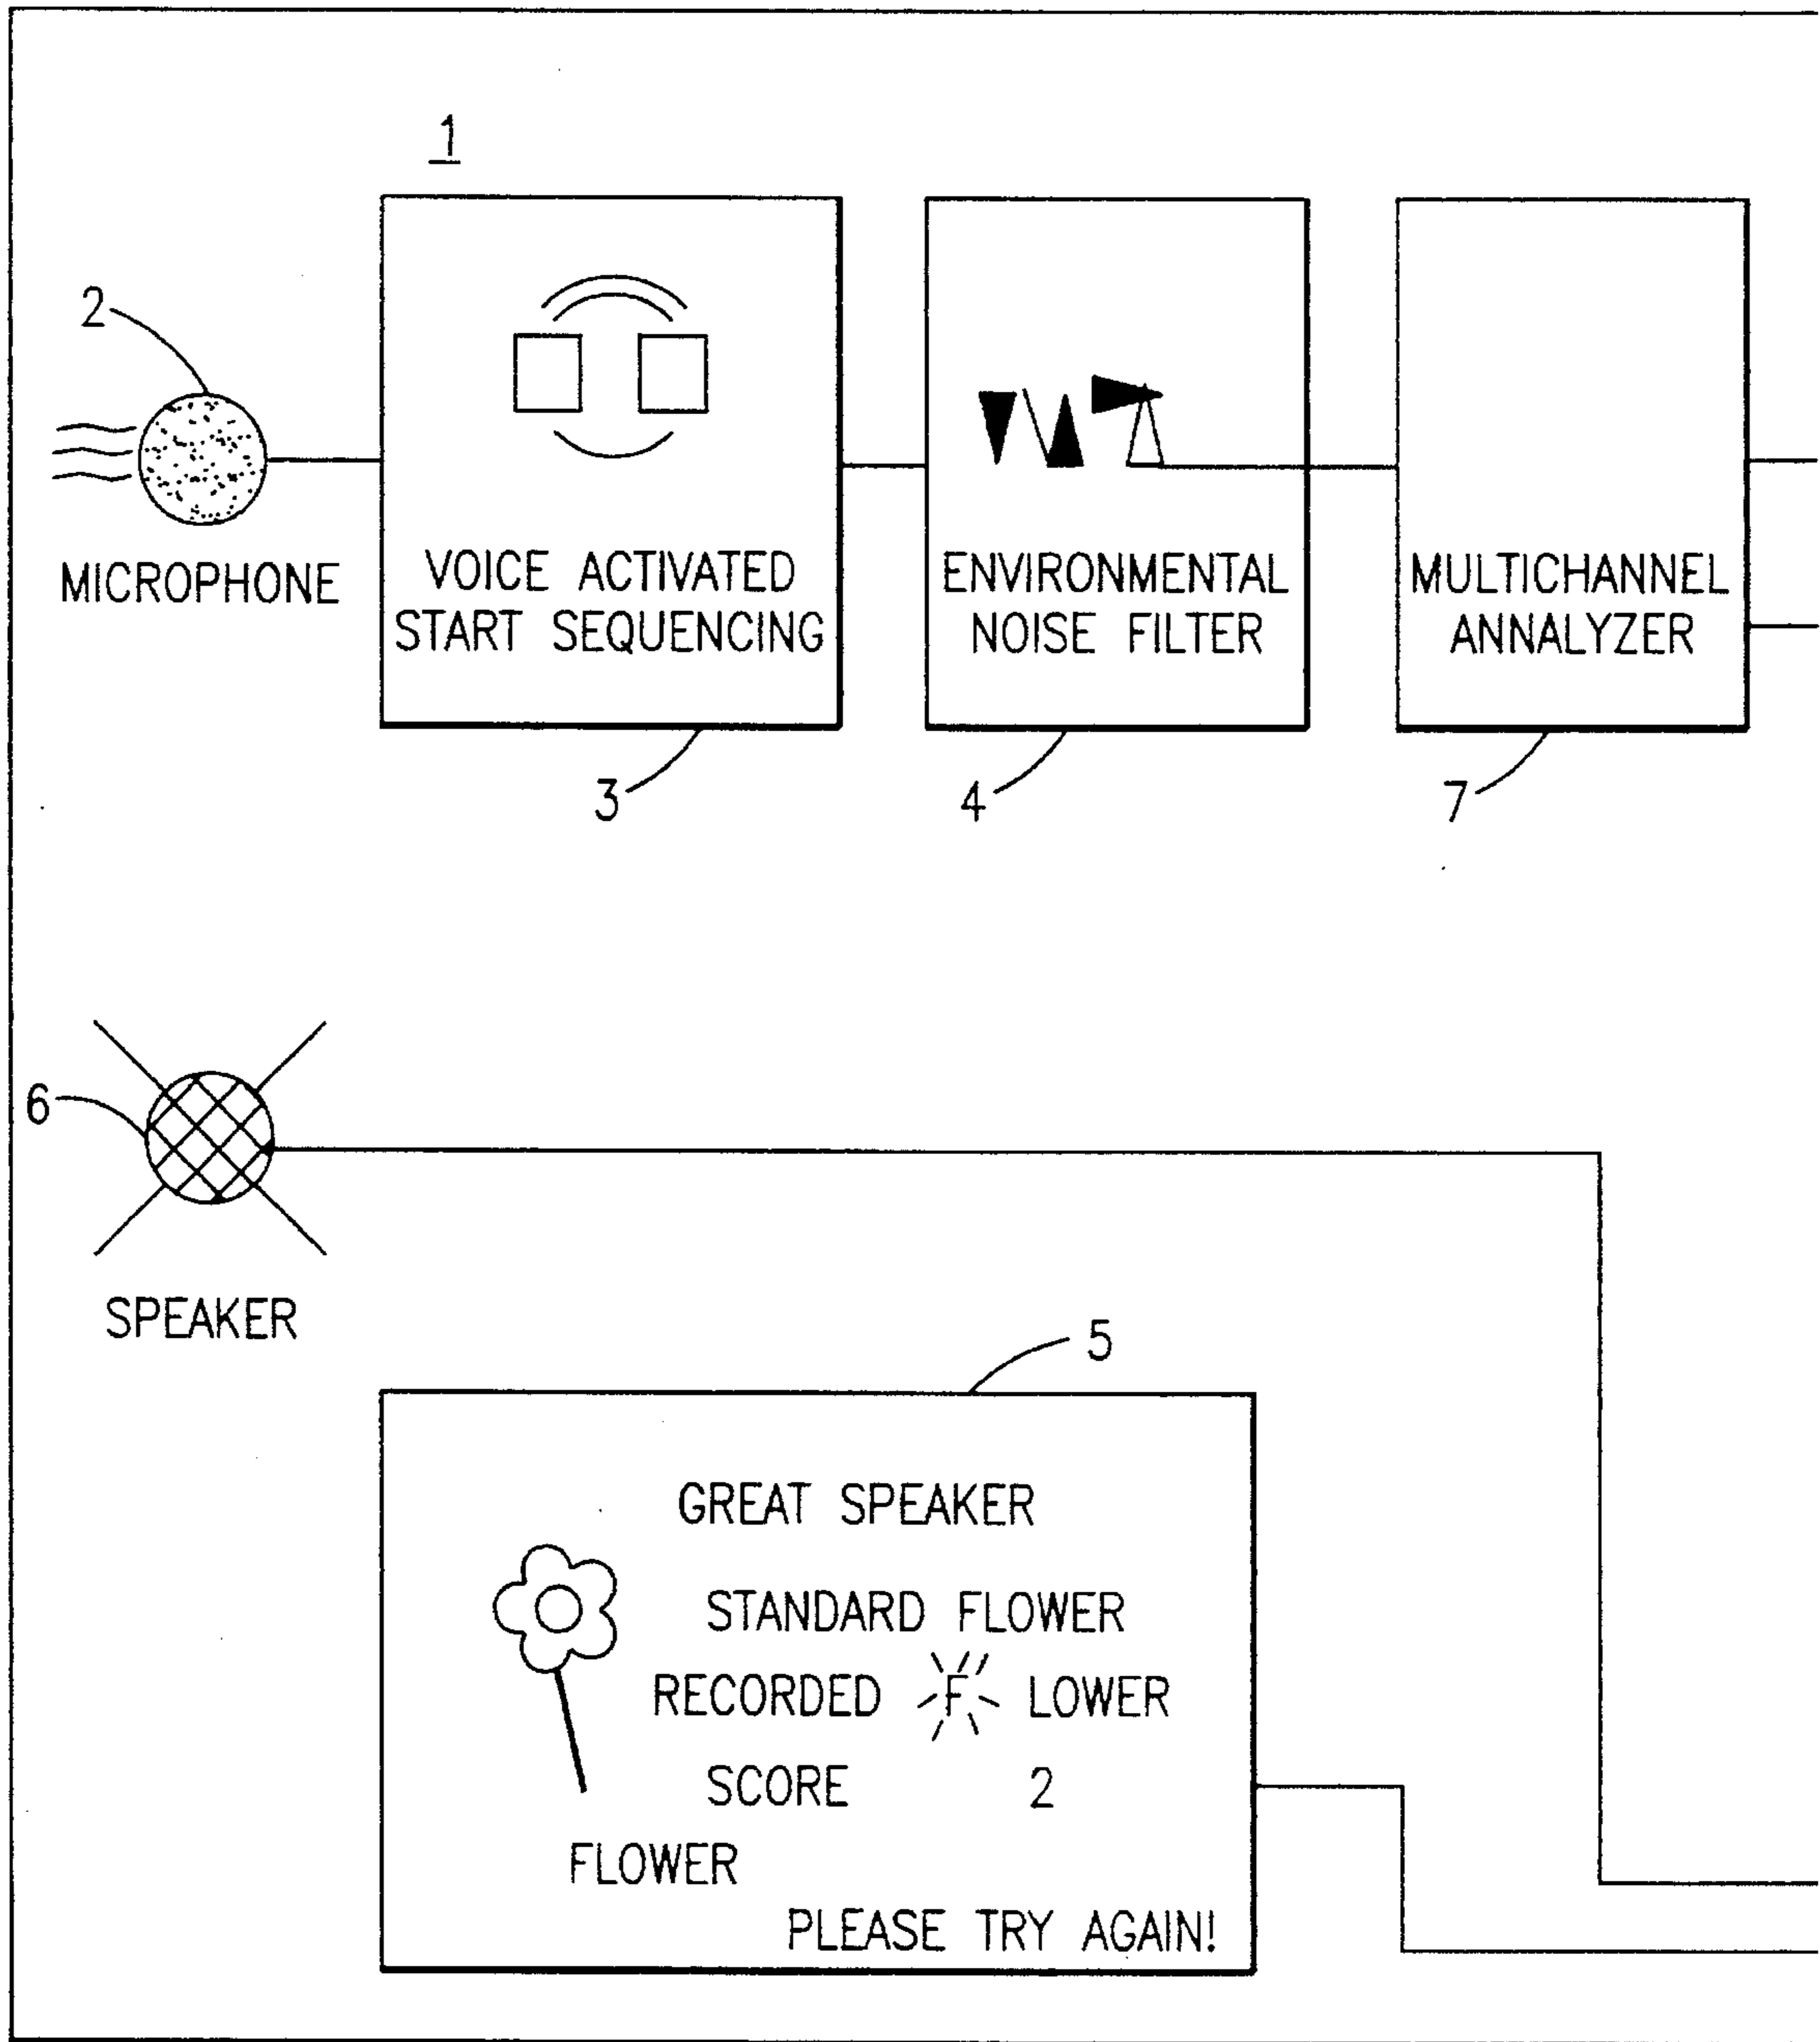 1
2
MICROPHONE
VOICE ACTIVATED
START SEQUENCING
3
ENVIRONMENTAL
NOISE FILTER
4
MULTICHANNEL
ANNALYZER
7
6
SPEAKER
5
GREAT SPEAKER
STANDARD FLOWER
RECORDED F LOWER
SCORE 2
FLOWER
PLEASE TRY AGAIN!